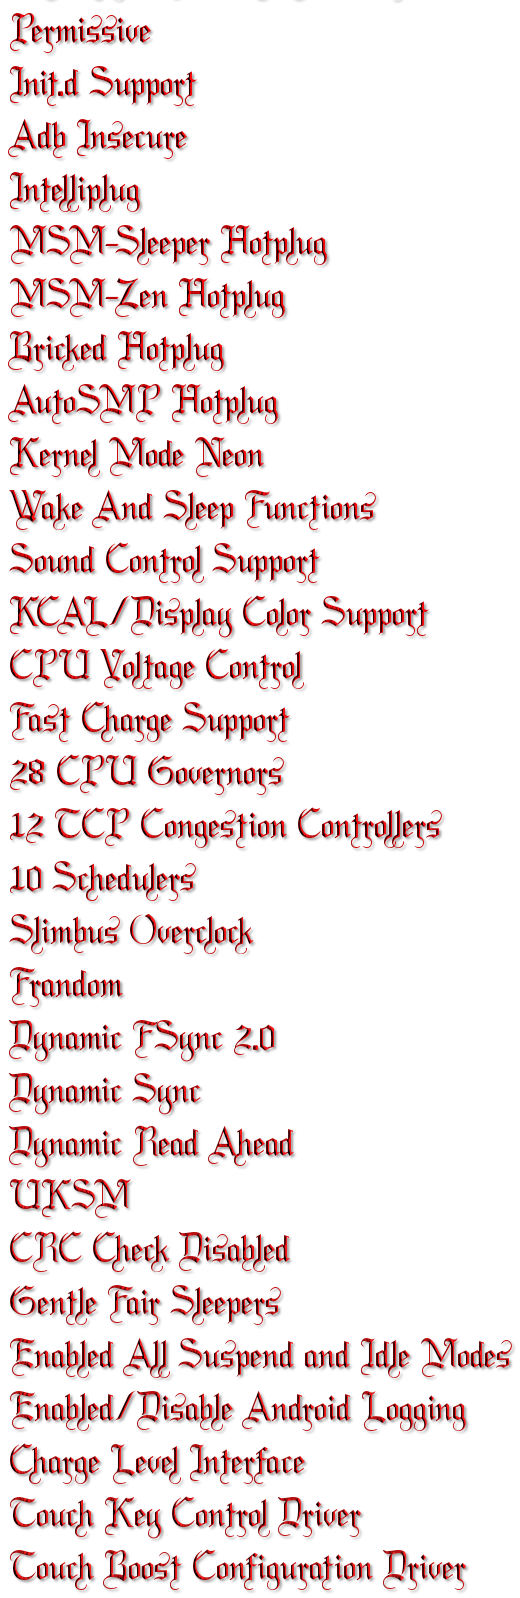 Permissive
Init.d Support
Adb Insecure
Intelliplug
MSM-Sleeper Hotplug
MSM-Zen Hotplug
Bricked Hotplug
AutoSMP Hotplug
Kernel Mode Neon
Wake And Sleep Functions
Sound Control Support
KCAL/Display Color Support
CPU Voltage Control
Fast Charge Support
28 CPU Governors
12 TCP Congestion Controllers
10 Schedulers
Slimbus Overclock
Frandom
Dynamic FSync 2.0
Dynamic Sync
Dynamic Read Ahead
UKSM
CRC Check Disabled
Gentle Fair Sleepers
Enabled All Suspend and Idle Modes
Enabled/Disable Android Logging
Charge Level Interface
Touch Key Control Driver
Touch Boost Configuration Driver